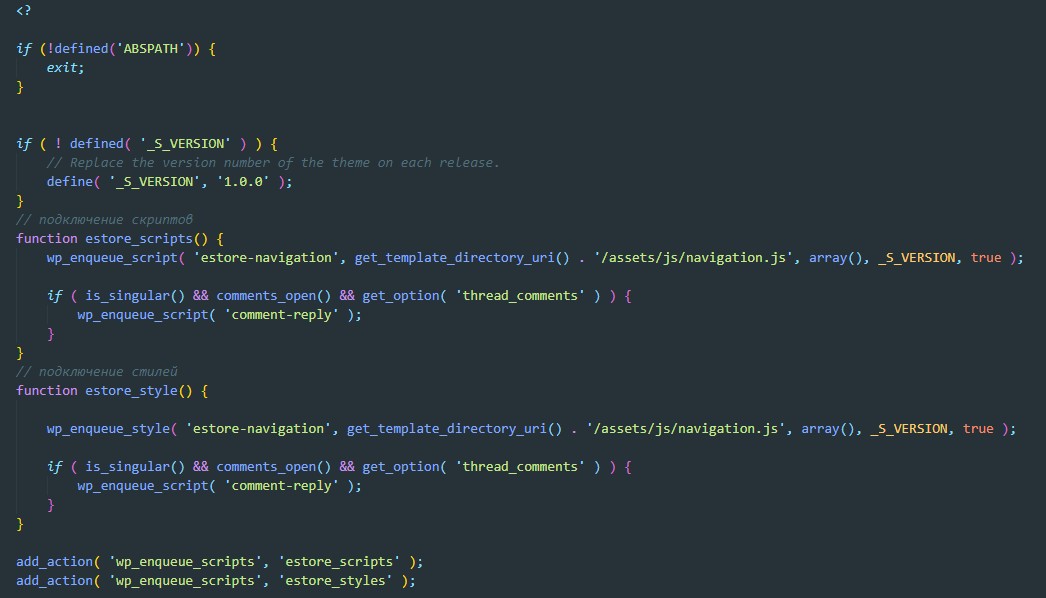 <?
if (!defined('ABSPATH')) {
exit;
}
if ( ! defined( '_S_VERSION' ) ) {
// Replace the version number of the theme on each release.
define( '_S_VERSION', '1.0.0' );
}
// подключение скриптов
function estore_scripts() {
wp_enqueue_script( 'estore-navigation', get_template_directory_uri() . '/assets/js/navigation.js', array(), _S_VERSION, true );
if ( is_singular() && comments_open() && get_option( 'thread_comments' ) ) {
wp_enqueue_script( 'comment-reply' );
}
}
// подключение стилей
function estore_style() {
wp_enqueue_style( 'estore-navigation', get_template_directory_uri() . '/assets/js/navigation.js', array(), _S_VERSION, true );
if ( is_singular() && comments_open() && get_option( 'thread_comments' ) ) {
wp_enqueue_script( 'comment-reply' );
}
}
add_action( 'wp_enqueue_scripts', 'estore_scripts' );
add_action( 'wp_enqueue_scripts', 'estore_styles' );